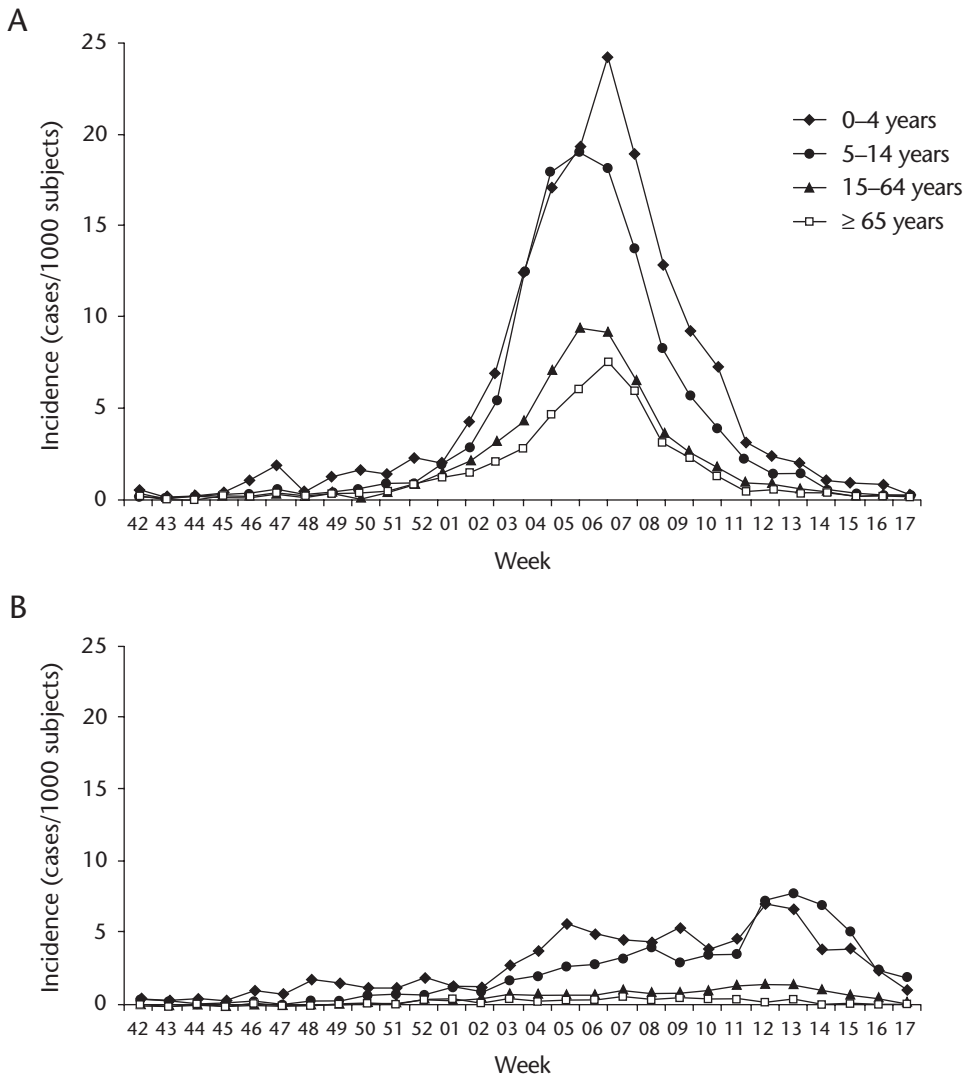 A
25
20
15
10
5
0
Incidence (cases/1000 subjects)
0–4 years
5–14 years
15–64 years
≥ 65 years
42 43 44 45 46 47 48 49 50 51 52 01 02 03 04 05 06 07 08 09 10 11 12 13 14 15 16 17
Week
B
25
20
15
10
5
0
Incidence (cases/1000 subjects)
42 43 44 45 46 47 48 49 50 51 52 01 02 03 04 05 06 07 08 09 10 11 12 13 14 15 16 17
Week